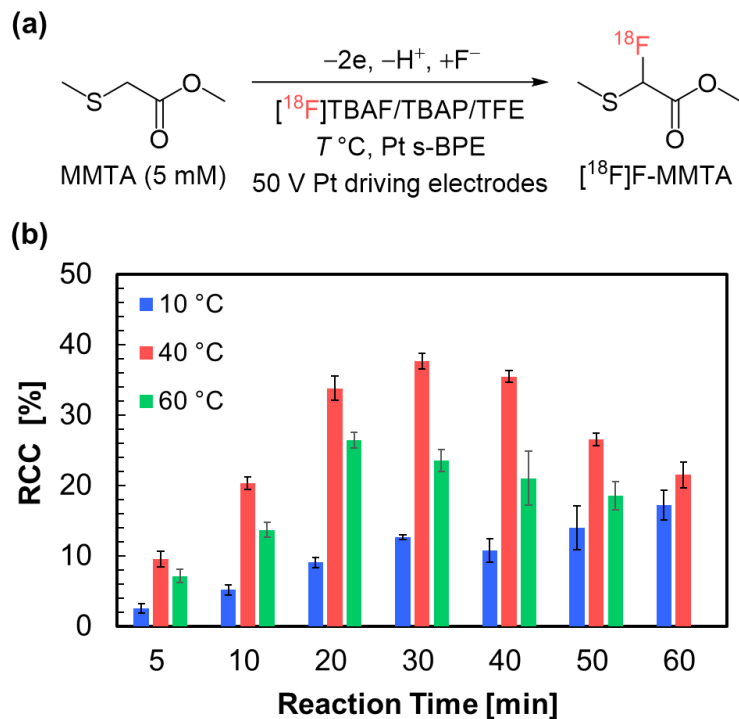 (a)
−2e, −H⁺, +F⁻
[¹⁸F]TBAF/TBAP/TFE
T °C, Pt s-BPE
50 V Pt driving electrodes
S
O
O
MMTA (5 mM)
¹⁸F
S
O
O
[¹⁸F]F-MMTA
(b)
RCC [%]
50
40
30
20
10
0
10 °C
40 °C
60 °C
5 10 20 30 40 50 60
Reaction Time [min]